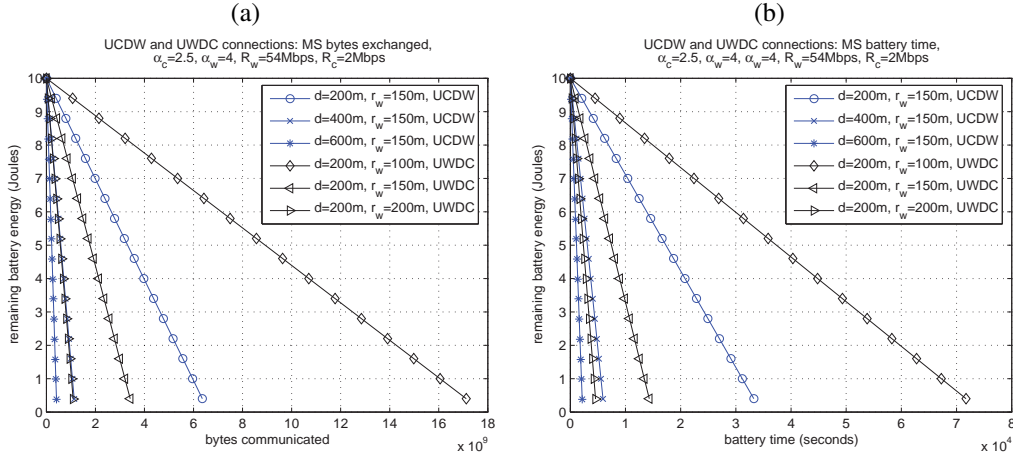 (a)
UCDW and UWDC connections: MS bytes exchanged,
α_c=2.5, α_w=4, R_w=54Mbps, R_c=2Mbps
remaining battery energy (Joules)
10
9
8
7
6
5
4
3
2
1
0
d=200m, r_w=150m, UCDW
d=400m, r_w=150m, UCDW
d=600m, r_w=150m, UCDW
d=200m, r_w=100m, UWDC
d=200m, r_w=150m, UWDC
d=200m, r_w=200m, UWDC
0 2 4 6 8 10 12 14 16 18
bytes communicated
x 10^9
(b)
UCDW and UWDC connections: MS battery time,
α_c=2.5, α_w=4, α_w=4, R_w=54Mbps, R_c=2Mbps
remaining battery energy (Joules)
10
9
8
7
6
5
4
3
2
1
0
d=200m, r_w=150m, UCDW
d=400m, r_w=150m, UCDW
d=600m, r_w=150m, UCDW
d=200m, r_w=100m, UWDC
d=200m, r_w=150m, UWDC
d=200m, r_w=200m, UWDC
0 1 2 3 4 5 6 7 8
battery time (seconds)
x 10^4